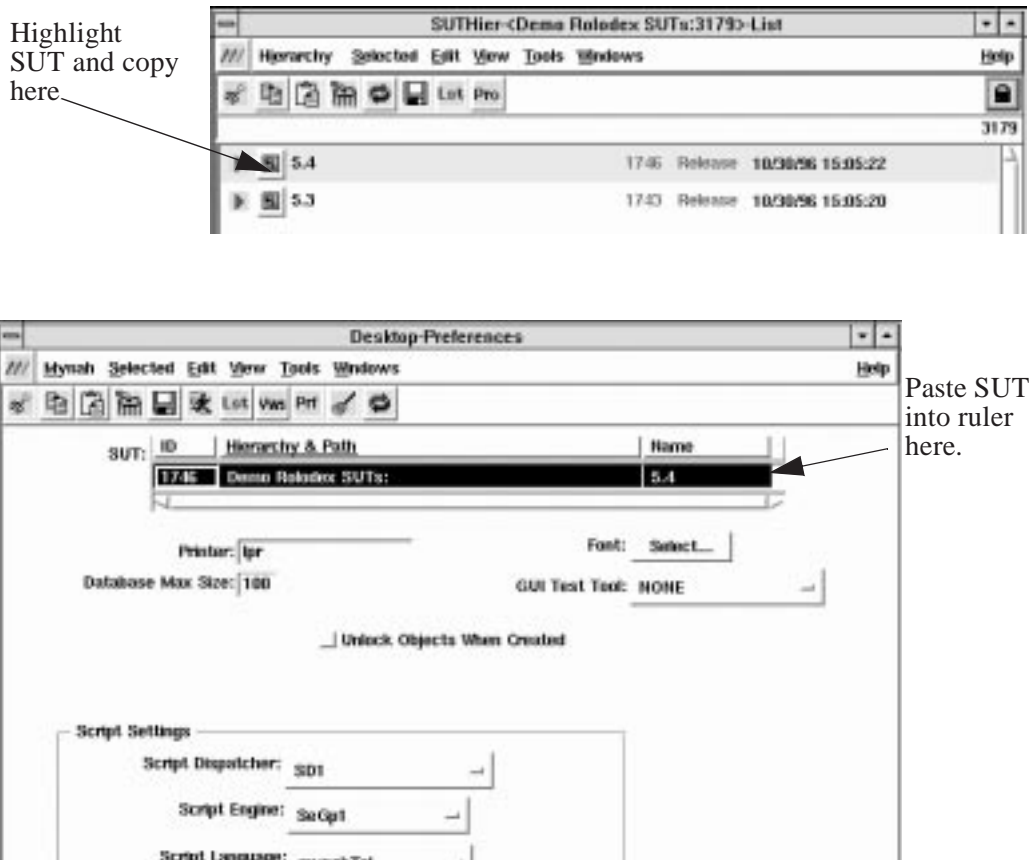 Highlight
SUT and copy
here
SUTHier-<Demo Rolodex SUTs:3179>-List
Hierarchy Selected Edit View Tools Windows Help
Lst Pro
3179
5.4 1746 Release 10/30/96 15:05:22
5.3 1743 Release 10/30/96 15:05:20
Desktop-Preferences
Mynah Selected Edit View Tools Windows Help
Lst Vws Prf
Paste SUT
into ruler
here.
SUT: ID Hierarchy & Path Name
1746 Demo Rolodex SUTs: 5.4
Printer: lpr Font: Select...
Database Max Size: 100 GUI Test Tool: NONE
Unlock Objects When Created
Script Settings
Script Dispatcher: SD1
Script Engine: SeGp1
Script Language: